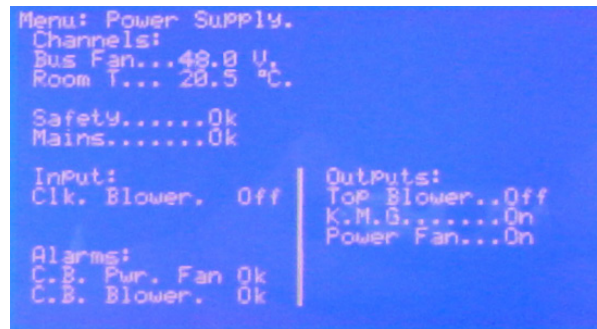 Menu: Power Supply.
Channels:
Bus Fan...48.0 V.
Room T... 20.5 °C.
Safety......Ok
Mains.......Ok
Input:
Clk. Blower. Off
Alarms:
C.B. Pwr. Fan Ok
C.B. Blower. Ok
Outputs:
Top Blower..Off
K.M.G.......On
Power Fan...On